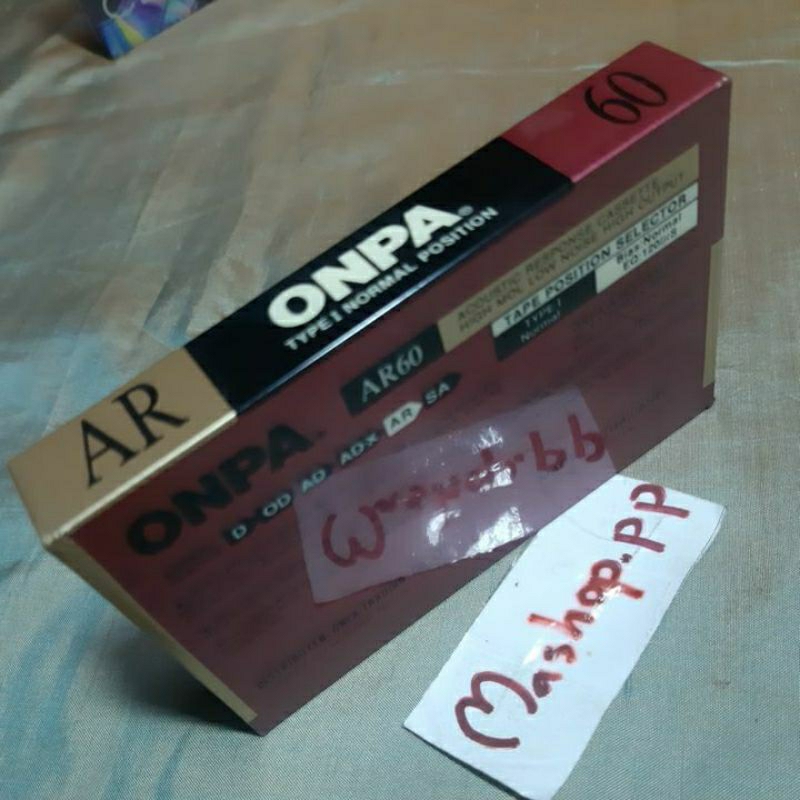 AR
ONPA®
TYPE I NORMAL POSITION
60
ONPA
AR60
ACOUSTIC RESPONSE CASSETTE
HIGH MOL LOW NOISE HIGH OUTPUT
TAPE POSITION SELECTOR
TYPE I
Normal
Bias Normal
EQ 120μS
D OD AD ADX AR SA
Mashop.pp